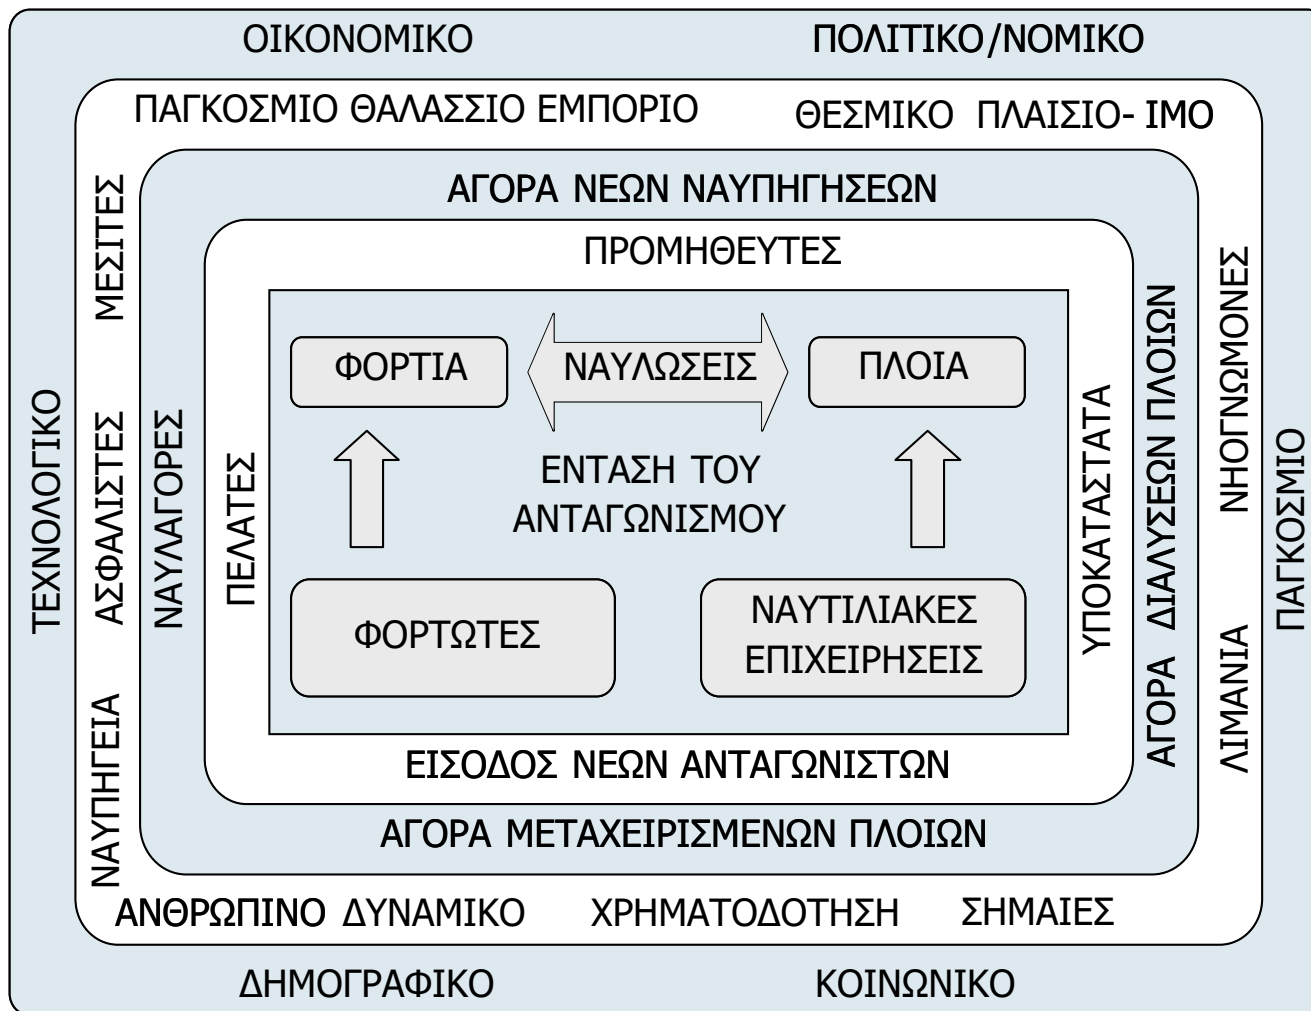 ΟΙΚΟΝΟΜΙΚΟ
ΠΟΛΙΤΙΚΟ/ΝΟΜΙΚΟ
ΠΑΓΚΟΣΜΙΟ ΘΑΛΑΣΣΙΟ ΕΜΠΟΡΙΟ
ΘΕΣΜΙΚΟ ΠΛΑΙΣΙΟ- ΙΜΟ
ΑΓΟΡΑ ΝΕΩΝ ΝΑΥΠΗΓΗΣΕΩΝ
ΠΡΟΜΗΘΕΥΤΕΣ
ΤΕΧΝΟΛΟΓΙΚΟ
ΜΕΣΙΤΕΣ
ΑΣΦΑΛΙΣΤΕΣ
ΝΑΥΠΗΓΕΙΑ
ΝΑΥΛΑΓΟΡΕΣ
ΠΕΛΑΤΕΣ
ΦΟΡΤΙΑ
ΝΑΥΛΩΣΕΙΣ
ΠΛΟΙΑ
ΕΝΤΑΣΗ ΤΟΥ
ΑΝΤΑΓΩΝΙΣΜΟΥ
ΦΟΡΤΩΤΕΣ
ΝΑΥΤΙΛΙΑΚΕΣ
ΕΠΙΧΕΙΡΗΣΕΙΣ
ΥΠΟΚΑΤΑΣΤΑΤΑ
ΑΓΟΡΑ ΔΙΑΛΥΣΕΩΝ ΠΛΟΙΩΝ
ΝΗΟΓΝΩΜΟΝΕΣ
ΛΙΜΑΝΙΑ
ΠΑΓΚΟΣΜΙΟ
ΕΙΣΟΔΟΣ ΝΕΩΝ ΑΝΤΑΓΩΝΙΣΤΩΝ
ΑΓΟΡΑ ΜΕΤΑΧΕΙΡΙΣΜΕΝΩΝ ΠΛΟΙΩΝ
ΑΝΘΡΩΠΙΝΟ ΔΥΝΑΜΙΚΟ
ΧΡΗΜΑΤΟΔΟΤΗΣΗ
ΣΗΜΑΙΕΣ
ΔΗΜΟΓΡΑΦΙΚΟ
ΚΟΙΝΩΝΙΚΟ